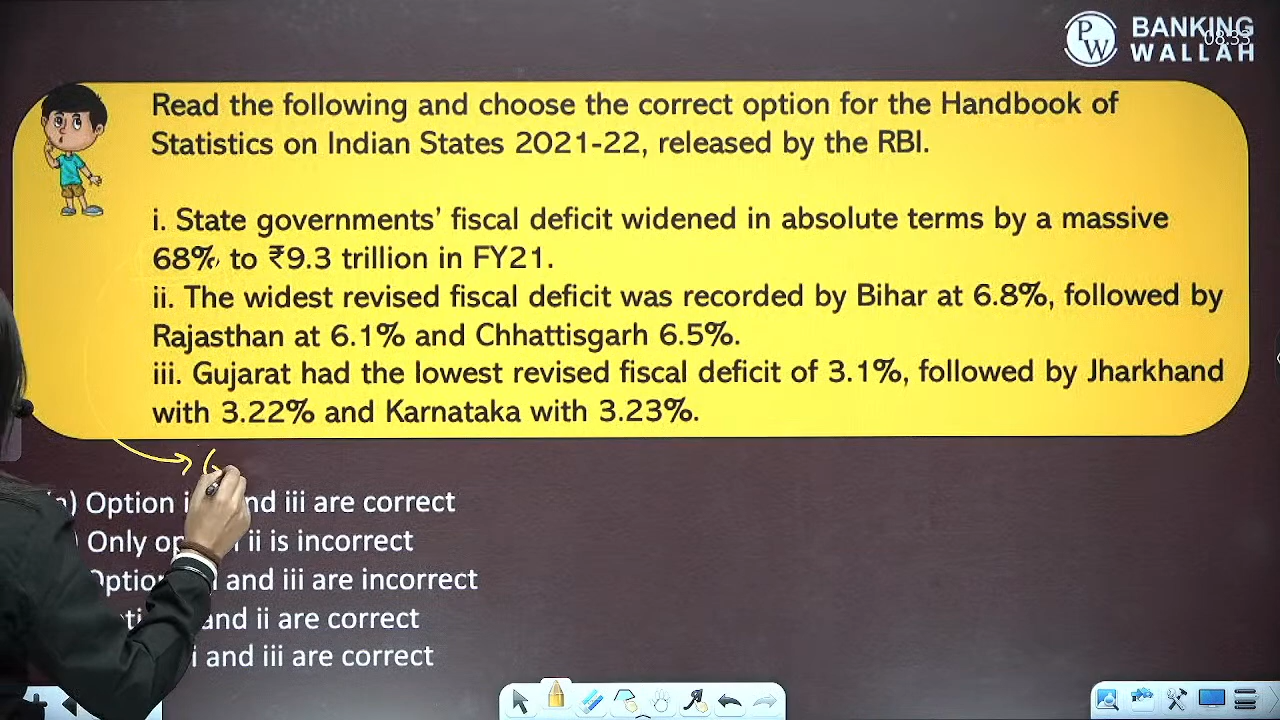 BANKING
WALLAH
PW
08:33
Read the following and choose the correct option for the Handbook of
Statistics on Indian States 2021-22, released by the RBI.
i. State governments' fiscal deficit widened in absolute terms by a massive
68% to ₹9.3 trillion in FY21.
ii. The widest revised fiscal deficit was recorded by Bihar at 6.8%, followed by
Rajasthan at 6.1% and Chhattisgarh 6.5%.
iii. Gujarat had the lowest revised fiscal deficit of 3.1%, followed by Jharkhand
with 3.22% and Karnataka with 3.23%.
Option and iii are correct
Only ii is incorrect
and iii are incorrect
and ii are correct
i and iii are correct